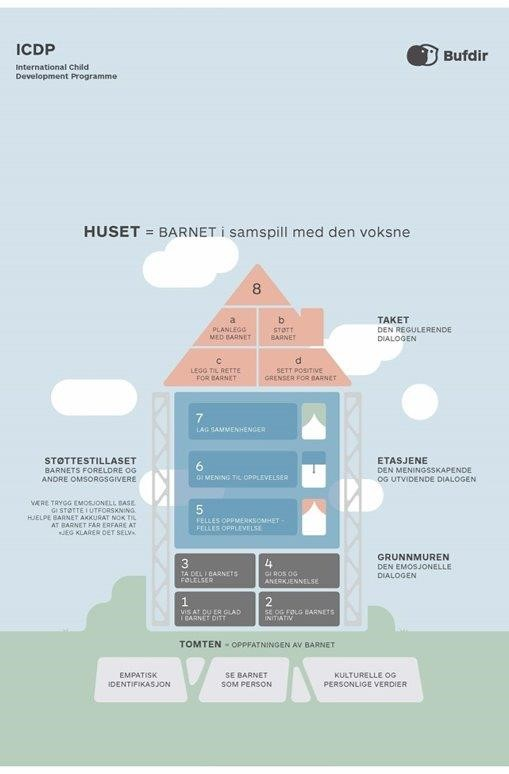 ICDP
International Child
Development Programme
Bufdir
HUSET = BARNET i samspill med den voksne
8
a
PLANLEGG
MED BARNET
b
STØTT
BARNET
c
LEGG TIL RETTE
FOR BARNET
d
SETT POSITIVE
GRENSER FOR BARNET
TAKET
DEN REGULERENDE
DIALOGEN
7
LAG SAMMENHENGER
6
GI MENING TIL OPPLEVELSER
5
FELLES OPPMERKSOMHET -
FELLES OPPLEVELSE
STØTTESTILLASET
BARNETS FORELDRE OG
ANDRE OMSORGSGIVERE
VÆRE TRYGG EMOSJONELL BASE.
GI STØTTE I UTFORSKING.
HJELPE BARNET AKKURAT NOK TIL
AT BARNET FÅR ERFARE AT
«JEG KLARER DET SELV».
ETASJENE
DEN MENINGSSKAPENDE
OG UTVIDENDE DIALOGEN
3
TA DEL I BARNETS
FØLELSER
4
GI ROS OG
ANERKJENNELSE
1
VIS AT DU ER GLAD
I BARNET DITT
2
SE OG FØLG BARNETS
INITIATIV
GRUNNMUREN
DEN EMOSJONELLE
DIALOGEN
TOMTEN = OPPFATNINGEN AV BARNET
EMPATISK
IDENTIFIKASJON
SE BARNET
SOM PERSON
KULTURELLE OG
PERSONLIGE VERDIER